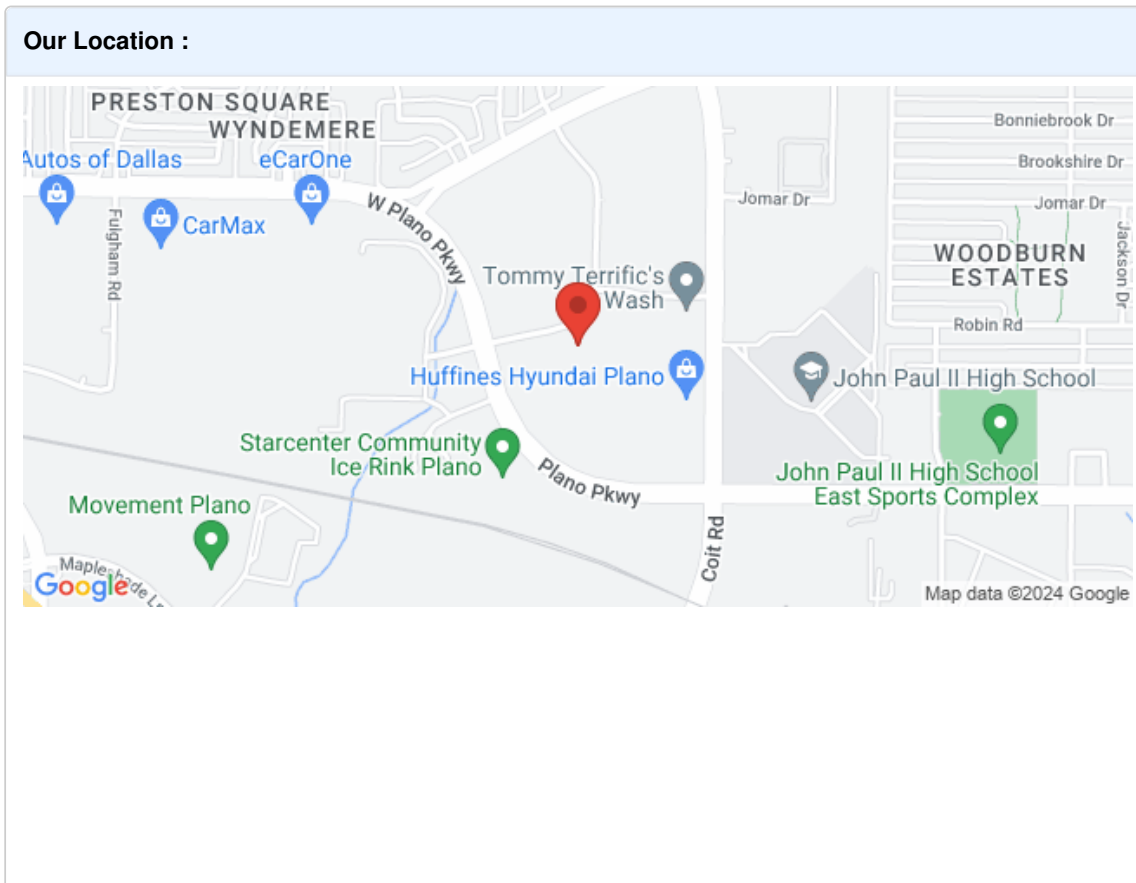 Our Location :
PRESTON SQUARE
WYNDEMERE
Autos of Dallas
eCarOne
CarMax
Fulgham Rd
W Plano Pkwy
Tommy Terrific's
Wash
Huffines Hyundai Plano
Starcenter Community
Ice Rink Plano
Plano Pkwy
Movement Plano
Mapleshade Ln
Google
Coit Rd
Jomar Dr
Bonniebrook Dr
Brookshire Dr
Jomar Dr
Jackson Dr
WOODBURN
ESTATES
Robin Rd
John Paul II High School
John Paul II High School
East Sports Complex
Map data ©2024 Google